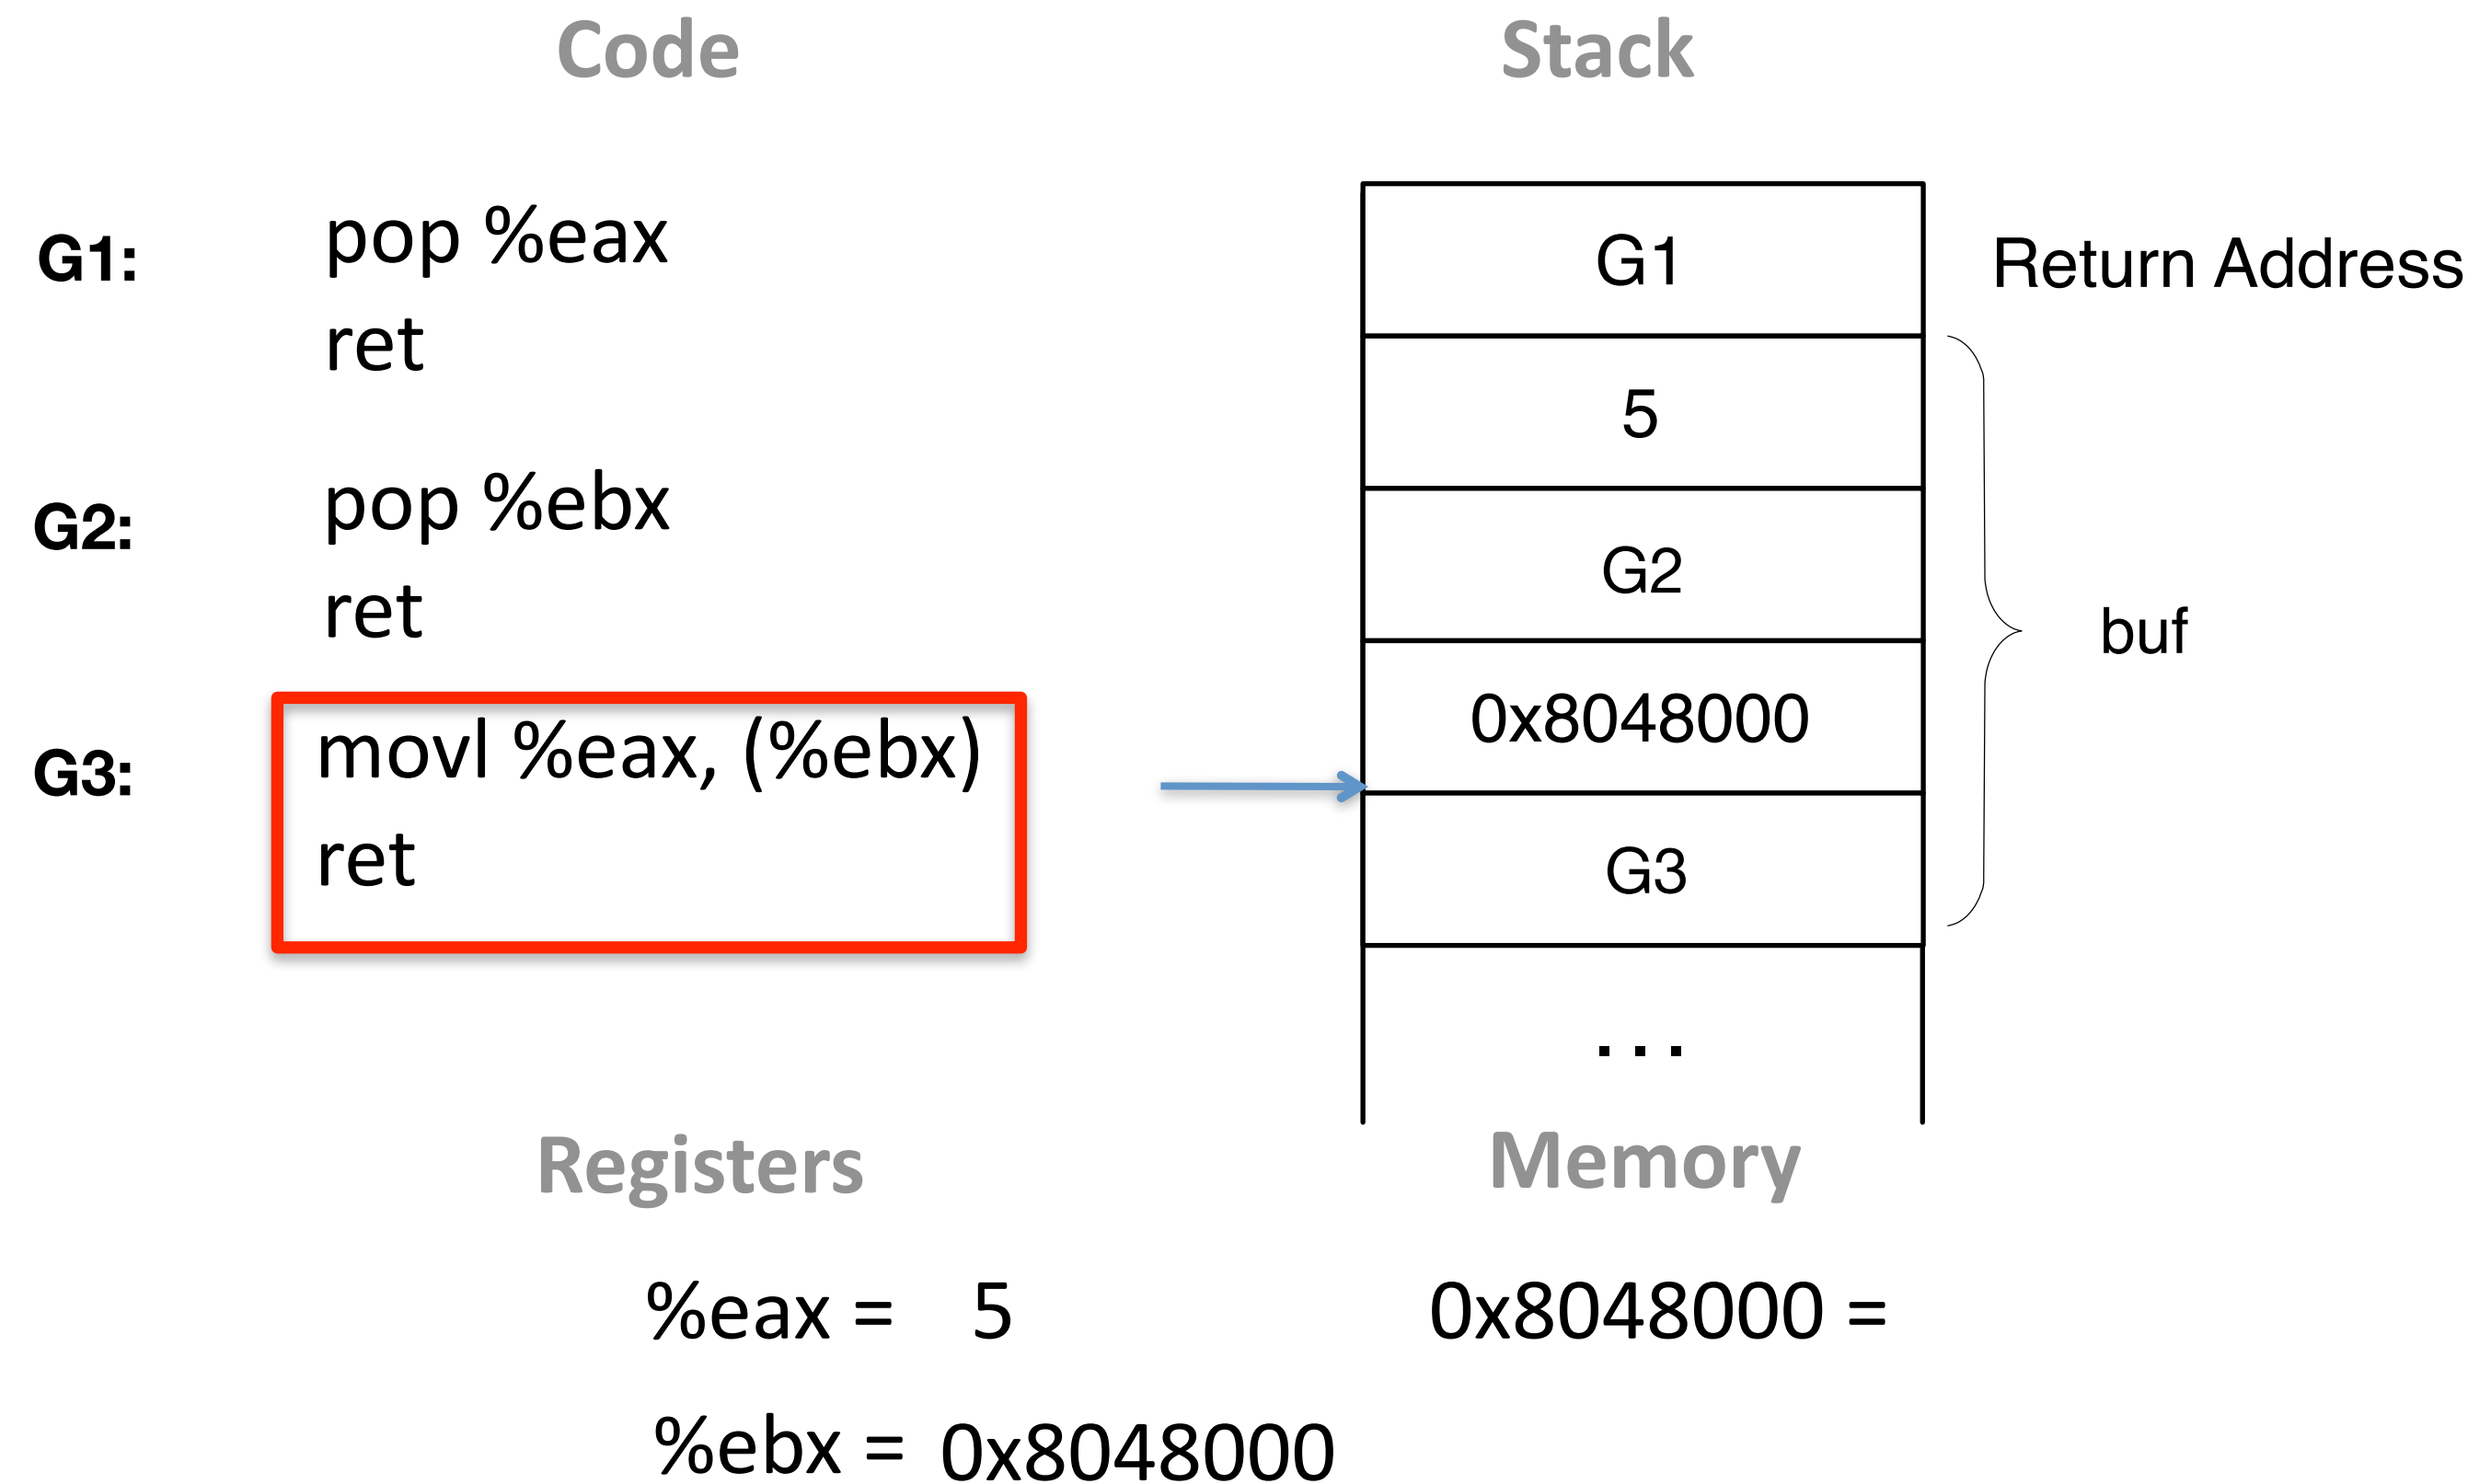 Code
G1: pop %eax
ret
G2: pop %ebx
ret
G3: movl %eax, (%ebx)
ret
Stack
G1 Return Address
5
G2
buf
0x8048000
G3
...
Registers
%eax = 5
%ebx = 0x8048000
Memory
0x8048000 =